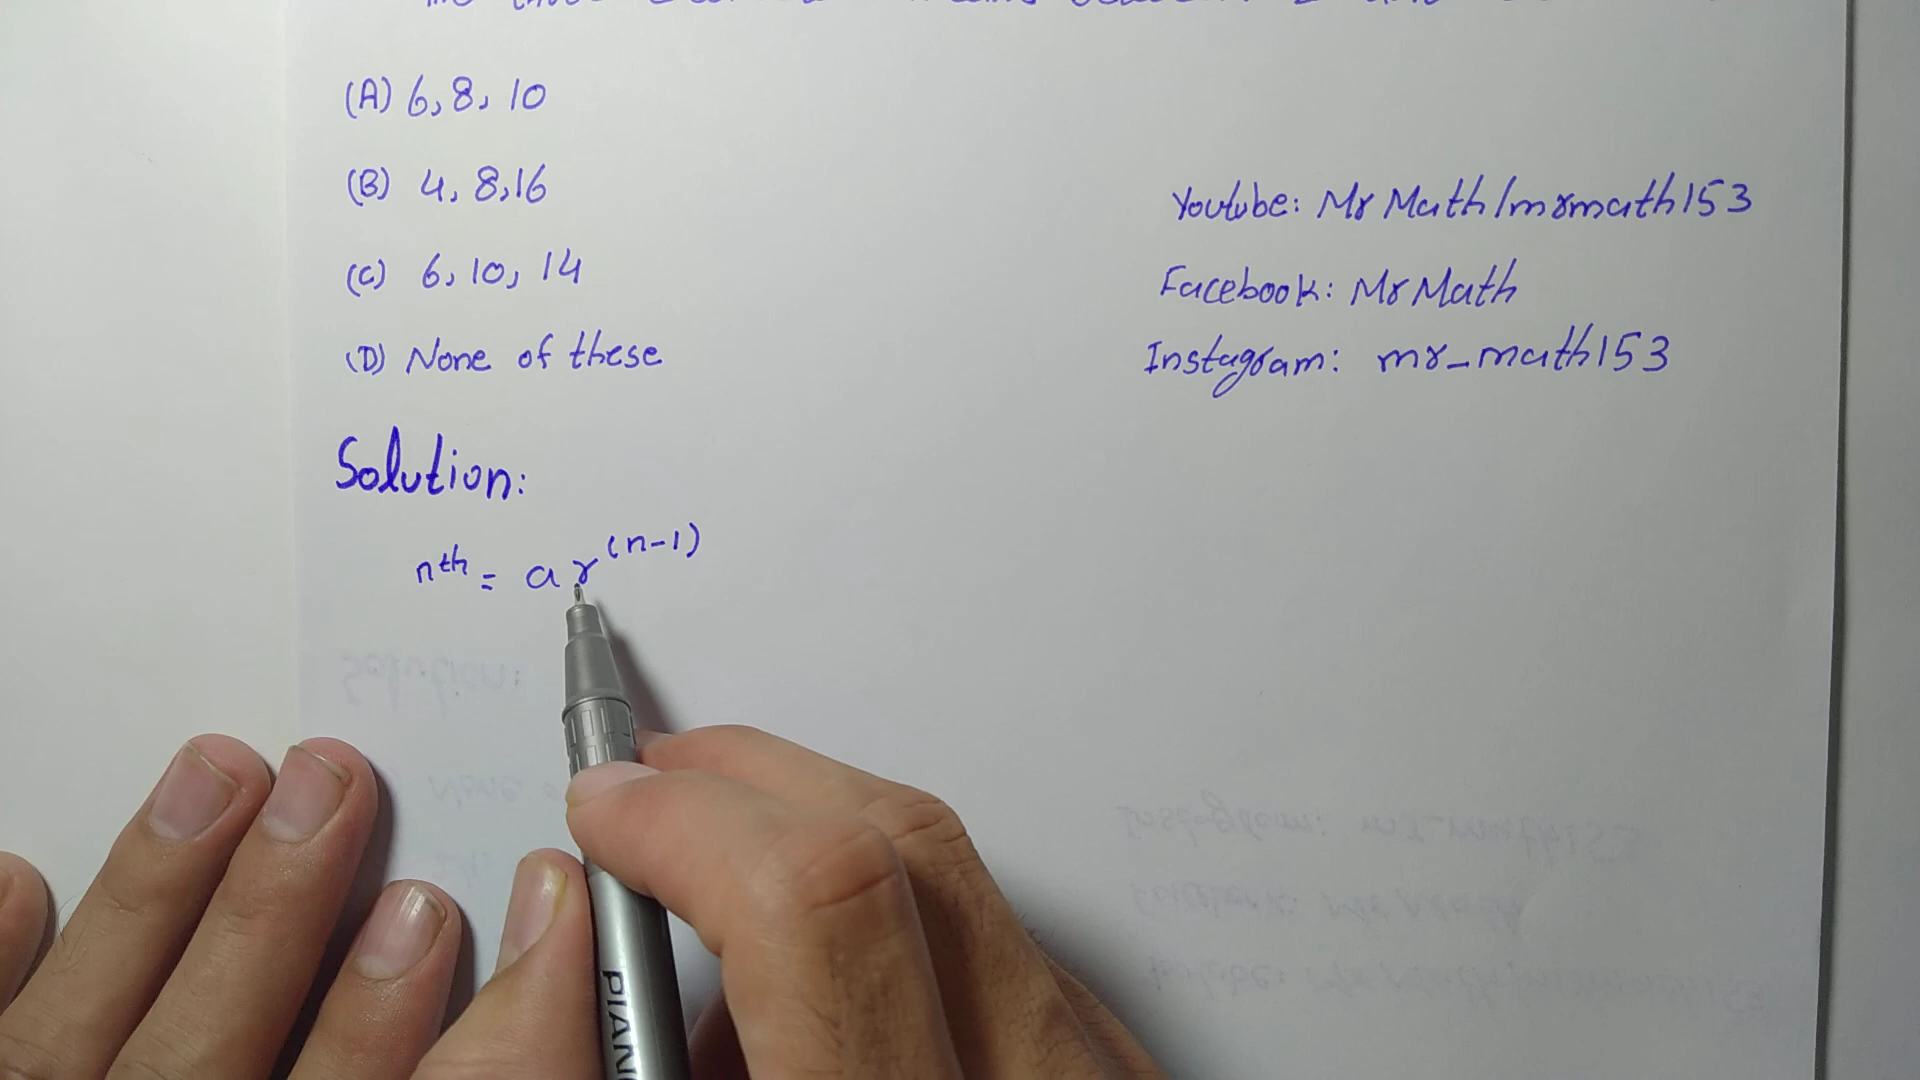 (A) 6, 8, 10
(B) 4, 8, 16
(C) 6, 10, 14
(D) None of these
Youtube: Mr Math/mrmath153
Facebook: Mr Math
Instagram: mr_math153
Solution:
nth = a r(n-1)
PIAN